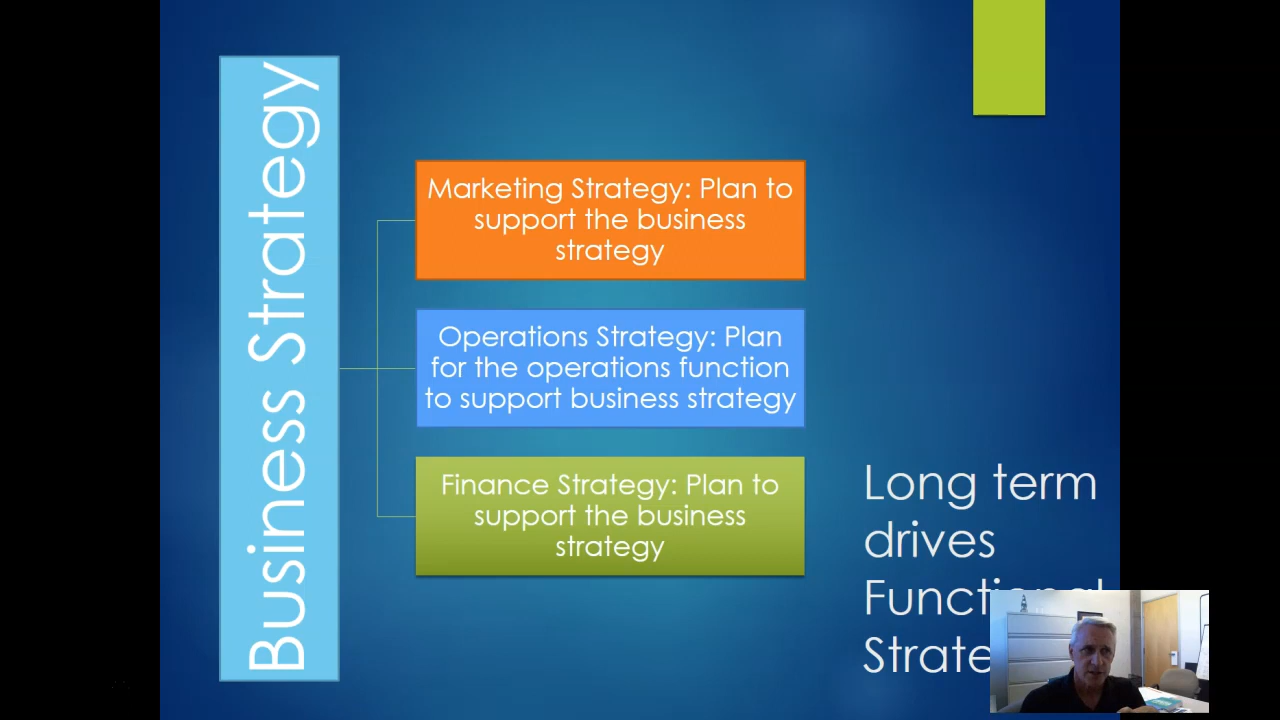 Business Strategy
Marketing Strategy: Plan to
support the business
strategy
Operations Strategy: Plan
for the operations function
to support business strategy
Finance Strategy: Plan to
support the business
strategy
Long term
drives